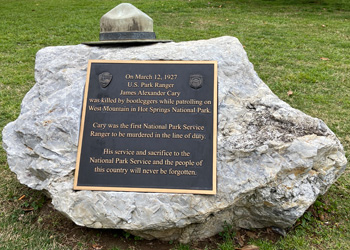 On March 12, 1927
U.S. Park Ranger
James Alexander Cary
was killed by bootleggers while patrolling on
West Mountain in Hot Springs National Park.
Cary was the first National Park Service
Ranger to be murdered in the line of duty.
His service and sacrifice to the
National Park Service and the people of
this country will never be forgotten.